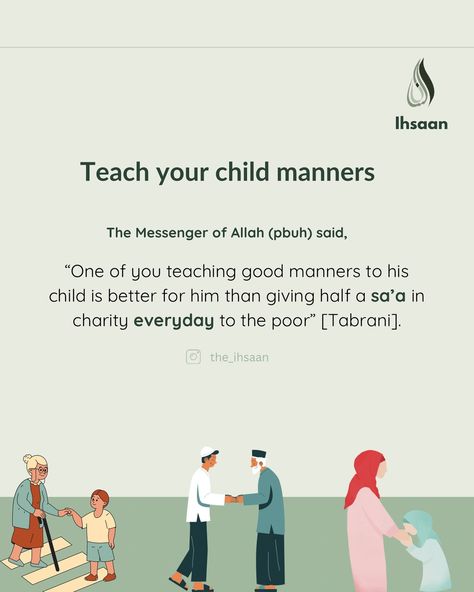 Ihsaan
Teach your child manners
The Messenger of Allah (pbuh) said,
“One of you teaching good manners to his
child is better for him than giving half a sa’a in
charity everyday to the poor” [Tabrani].
the_ihsaan